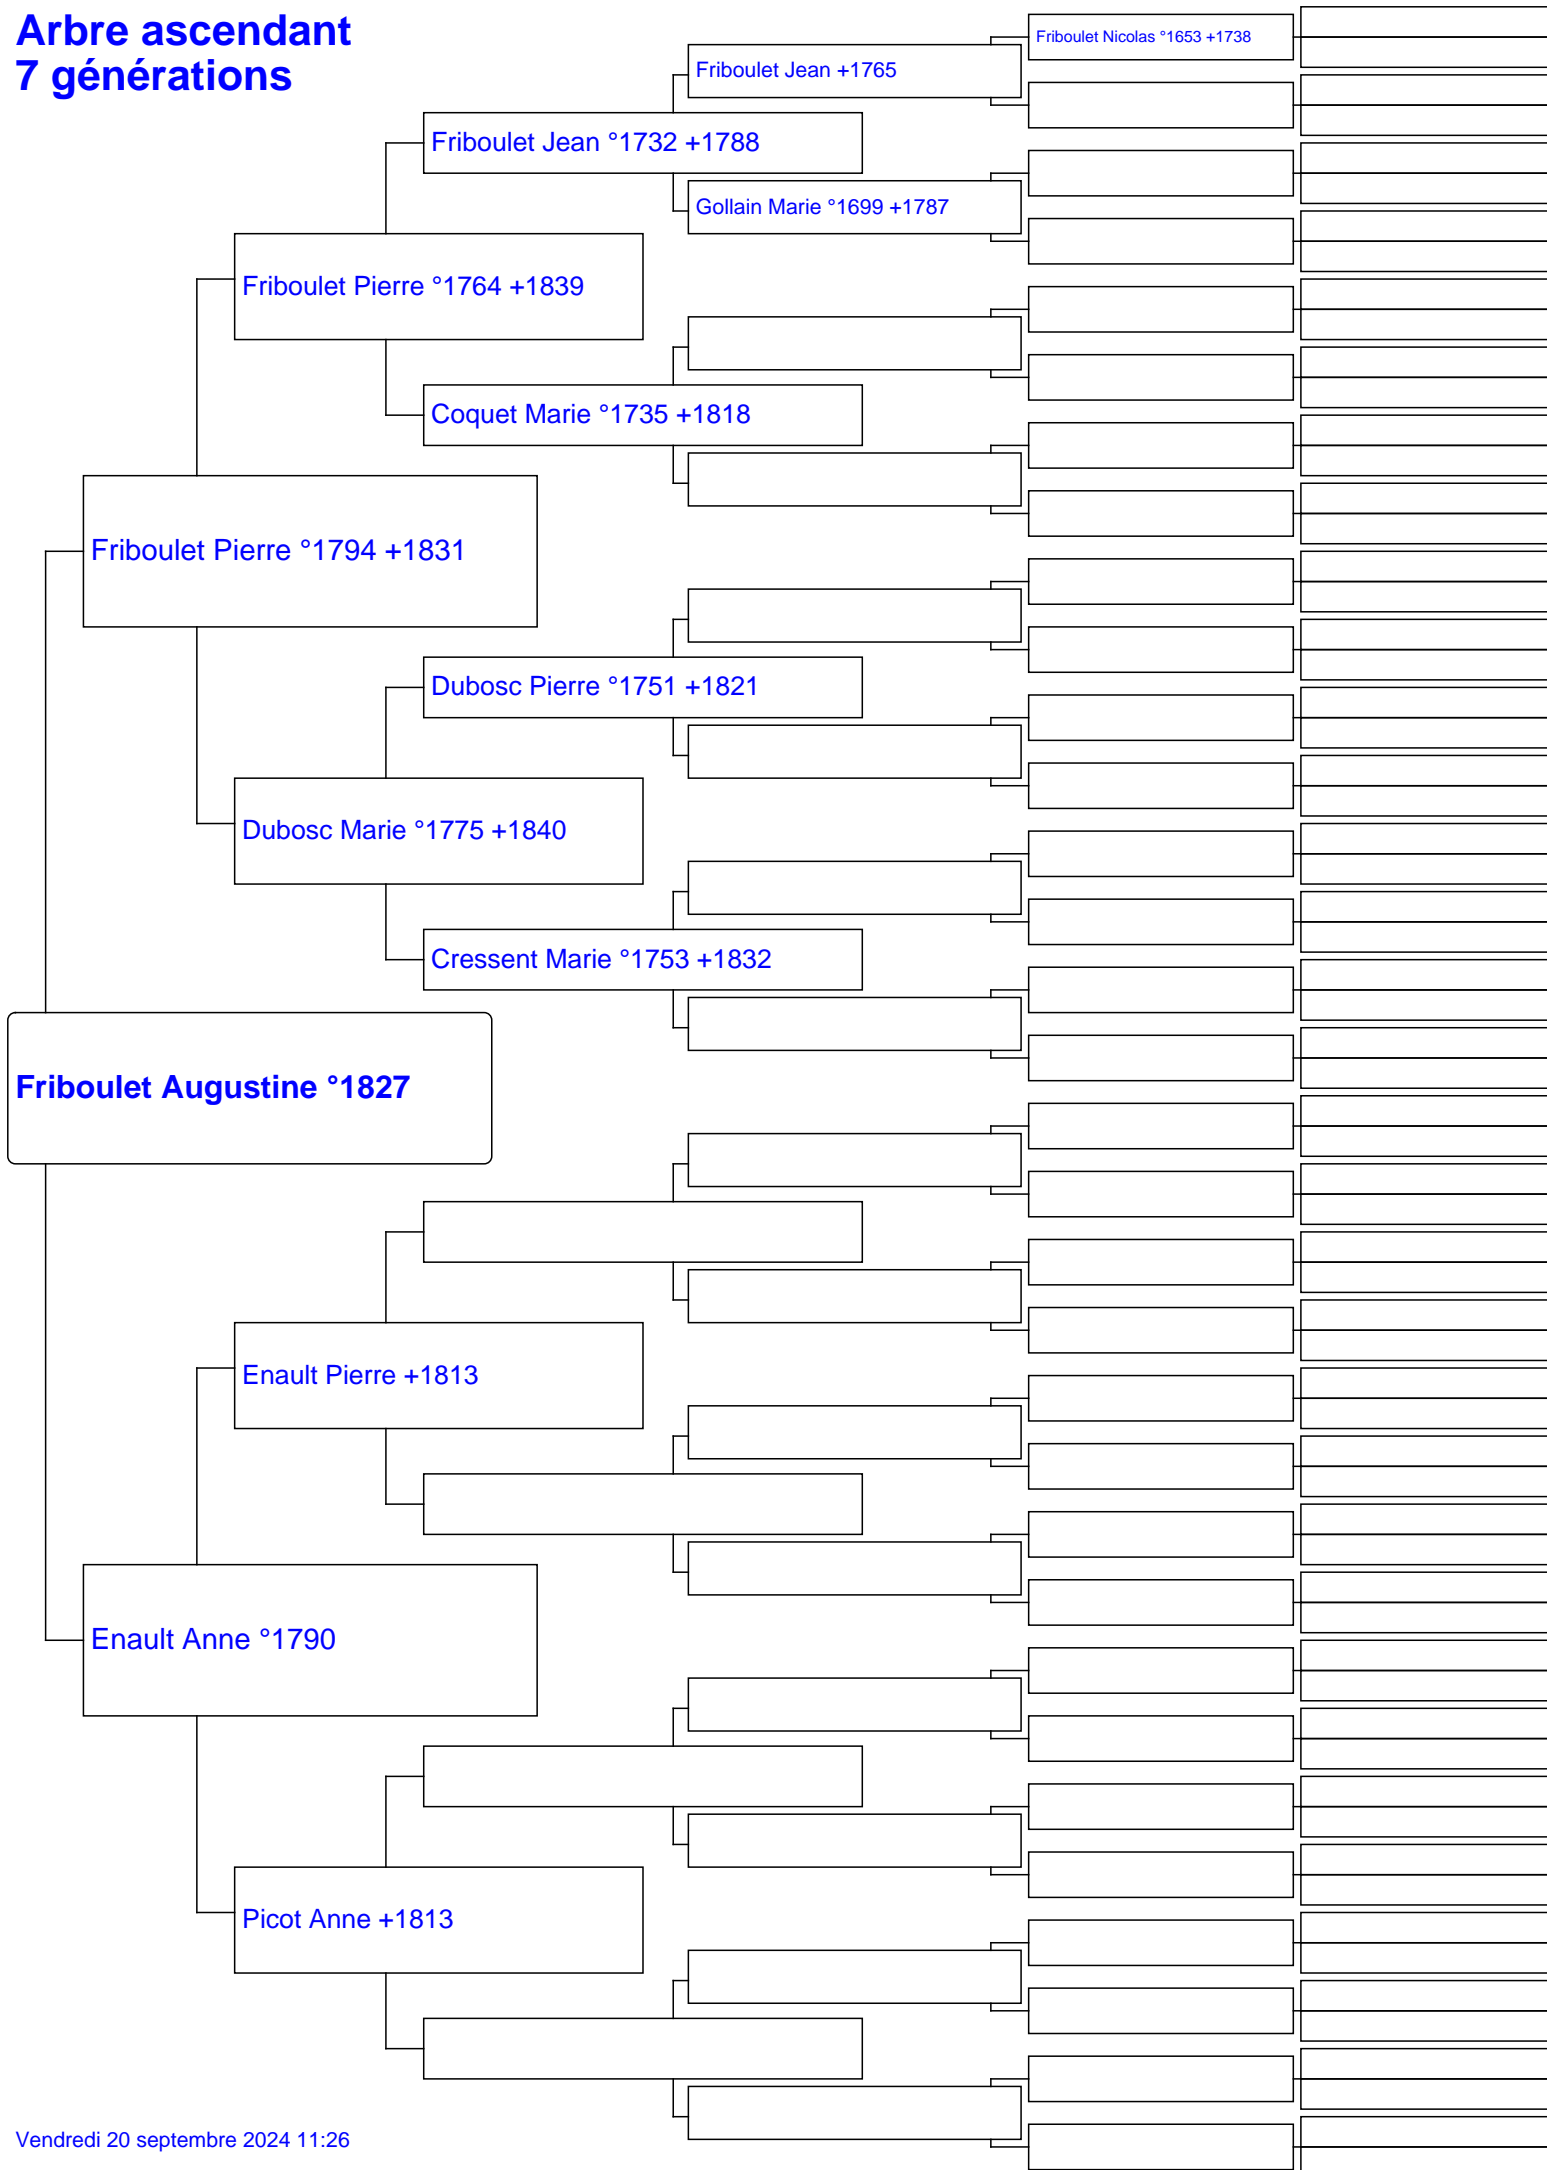 Arbre ascendant
7 générations
Friboulet Nicolas °1653 +1738
Friboulet Jean +1765
Friboulet Jean °1732 +1788
Gollain Marie °1699 +1787
Friboulet Pierre °1764 +1839
Coquet Marie °1735 +1818
Friboulet Pierre °1794 +1831
Dubosc Pierre °1751 +1821
Dubosc Marie °1775 +1840
Cressent Marie °1753 +1832
Friboulet Augustine °1827
Enault Pierre +1813
Enault Anne °1790
Picot Anne +1813
Vendredi 20 septembre 2024 11:26